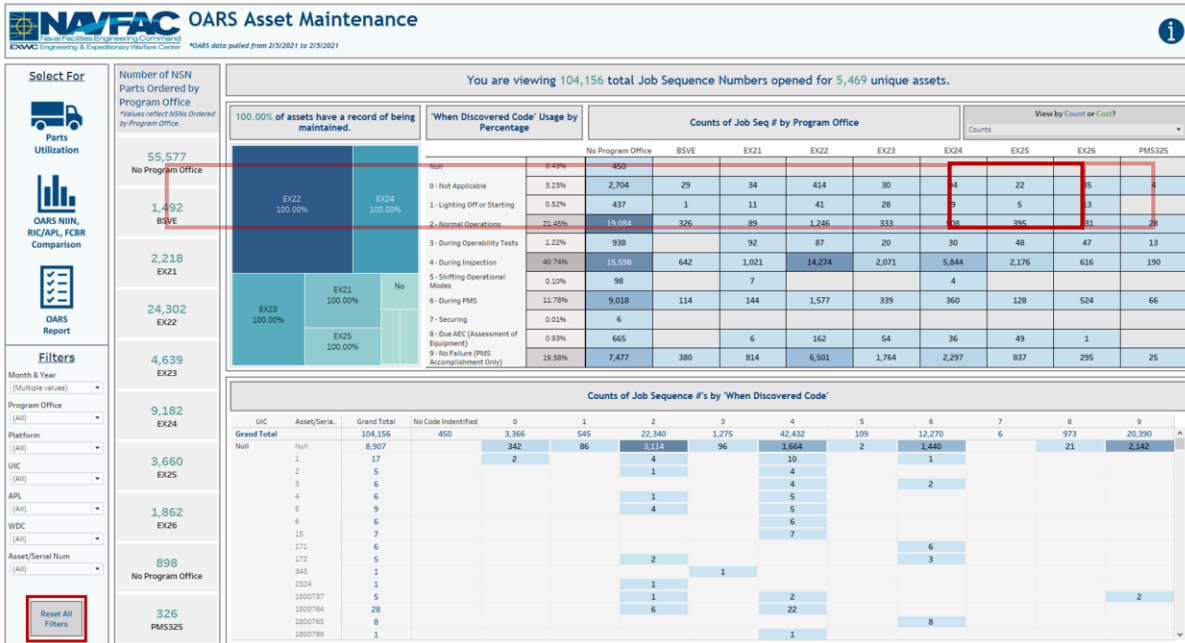 NAVFAC
Naval Facilities Engineering Command
EXWC Engineering & Expeditionary Warfare Center
OARS Asset Maintenance
*OARS data pulled from 2/5/2021 to 2/5/2021
i
Select For
Parts
Utilization
OARS NIIN,
RIC/APL, FCBR
Comparison
OARS
Report
Filters
Month & Year
(Multiple values)
Program Office
(All)
Platform
(All)
UIC
(All)
APL
(All)
WDC
(All)
Asset/Serial Num
(All)
Reset All
Filters
Number of NSN
Parts Ordered by
Program Office
*Values reflect NSNs Ordered
by Program Office.
55,577
No Program Office
1,492
BSVE
2,218
EX21
24,302
EX22
4,639
EX23
9,182
EX24
3,660
EX25
1,862
EX26
898
No Program Office
326
PMS32S
You are viewing 104,156 total Job Sequence Numbers opened for 5,469 unique assets.
100.00% of assets have a record of being
maintained.
EX22
100.00%
EX24
100.00%
EX23
100.00%
EX21
100.00%
EX25
100.00%
No
'When Discovered Code' Usage by
Percentage
Counts of Job Seq # by Program Office
View by Count or Cost?
Counts
No Program Office BSVE EX21 EX22 EX23 EX24 EX25 EX26 PMS32S
Null 0.43% 450
0 - Not Applicable 3.23% 2,704 29 34 414 30 22 4
1 - Lighting Off or Starting 0.52% 437 1 11 41 28 9 5 13
2 - Normal Operations 21.45% 19,084 326 89 1,246 333 395 28
3 - During Operability Tests 1.22% 938 92 87 20 30 48 47 13
4 - During Inspection 40.74% 15,598 642 1,021 14,274 2,071 5,844 2,176 616 190
5 - Shifting Operational
Modes 0.10% 98 7 4
6 - During PMS 11.78% 9,018 114 144 1,577 339 360 128 524 66
7 - Securing 0.01% 6
8 - Due AEC (Assessment of
Equipment) 0.93% 665 6 162 54 36 49 1
9 - No Failure (PMS
Accomplishment Only) 19.58% 7,477 380 814 6,501 1,764 2,297 837 295 25
Counts of Job Sequence #'s by 'When Discovered Code'
UIC Asset/Seria.. Grand Total No Code Indentified 0 1 2 3 4 5 6 7 8 9
Grand Total 104,156 450 3,366 545 22,340 1,275 42,432 109 12,270 6 973 20,390
Null Null 8,907 342 86 3,114 96 1,664 2 1,440 21 2,142
1 17 2 4 10 1
2 5 1 4
3 6 4 2
4 6 1 5
5 9 4 5
6 6 6
15 7 7
171 6 6
172 5 2 3
343 1 1
2324 1 1
1800737 5 1 2 2
1800764 28 6 22
1800765 8 8
1800789 1 1